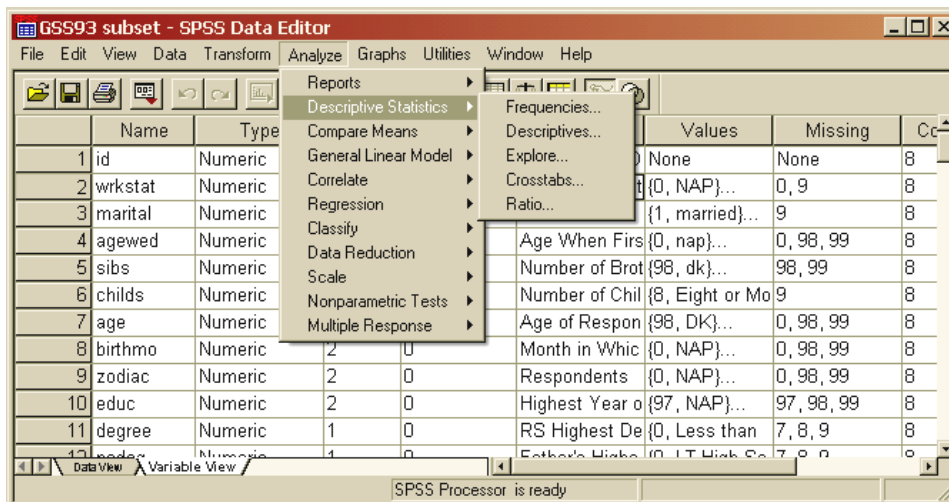 GSS93 subset - SPSS Data Editor
File Edit View Data Transform Analyze Graphs Utilities Window Help
Reports
Descriptive Statistics
Compare Means
General Linear Model
Correlate
Regression
Classify
Data Reduction
Scale
Nonparametric Tests
Multiple Response
Frequencies...
Descriptives...
Explore...
Crosstabs...
Ratio...
Name Type Values Missing
1 id Numeric None None 8
2 wrkstat Numeric {0, NAP}... 0, 9 8
3 marital Numeric {1, married}... 9 8
4 agewed Numeric Age When Firs {0, nap}... 0, 98, 99 8
5 sibs Numeric Number of Brot {98, dk}... 98, 99 8
6 childs Numeric Number of Chil {8, Eight or Mo 9 8
7 age Numeric Age of Respon {98, DK}... 0, 98, 99 8
8 birthmo Numeric 2 0 Month in Whic {0, NAP}... 0, 98, 99 8
9 zodiac Numeric 2 0 Respondents {0, NAP}... 0, 98, 99 8
10 educ Numeric 2 0 Highest Year o {97, NAP}... 97, 98, 99 8
11 degree Numeric 1 0 RS Highest De {0, Less than 7, 8, 9 8
Data View Variable View
SPSS Processor is ready